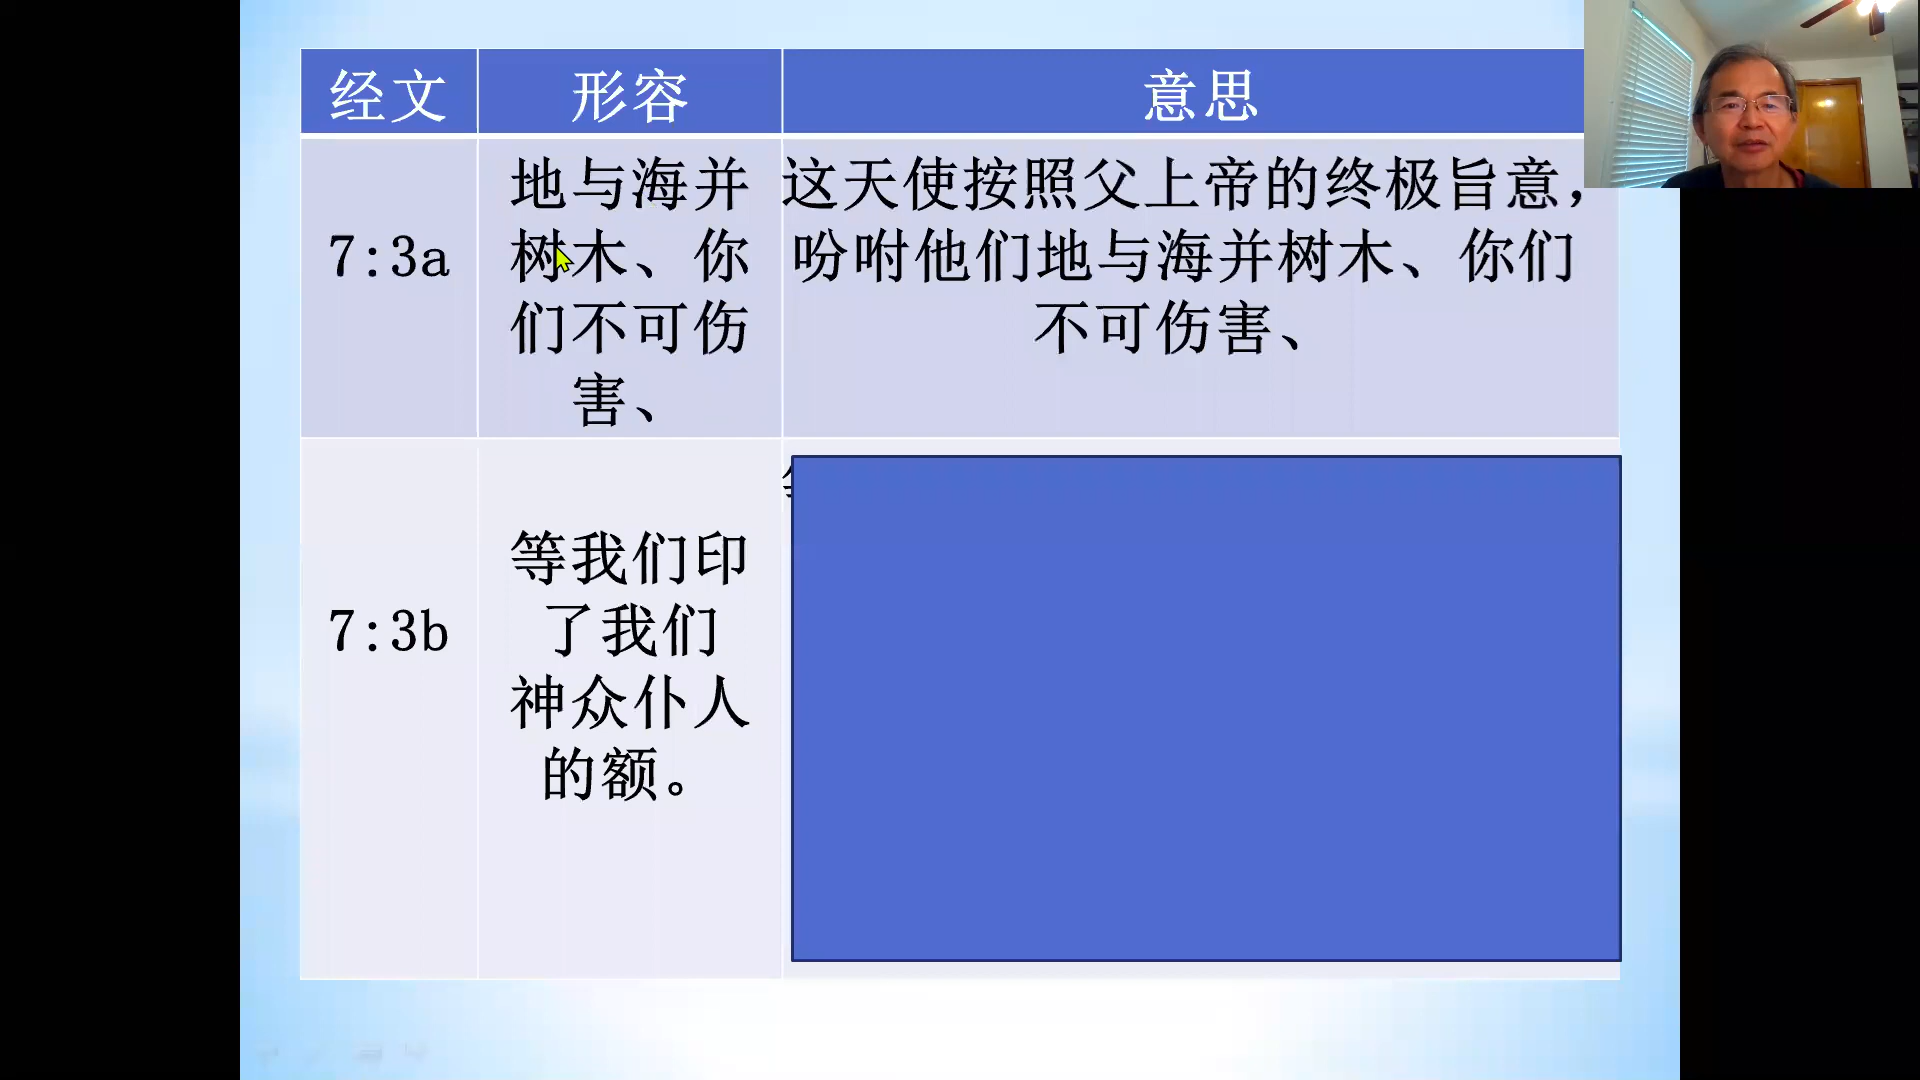 经文 形容 意思
7:3a
地与海并
树木、你
们不可伤
害、
这天使按照父上帝的终极旨意，
吩咐他们地与海并树木、你们
不可伤害、
7:3b
等我们印
了我们
神众仆人
的额。